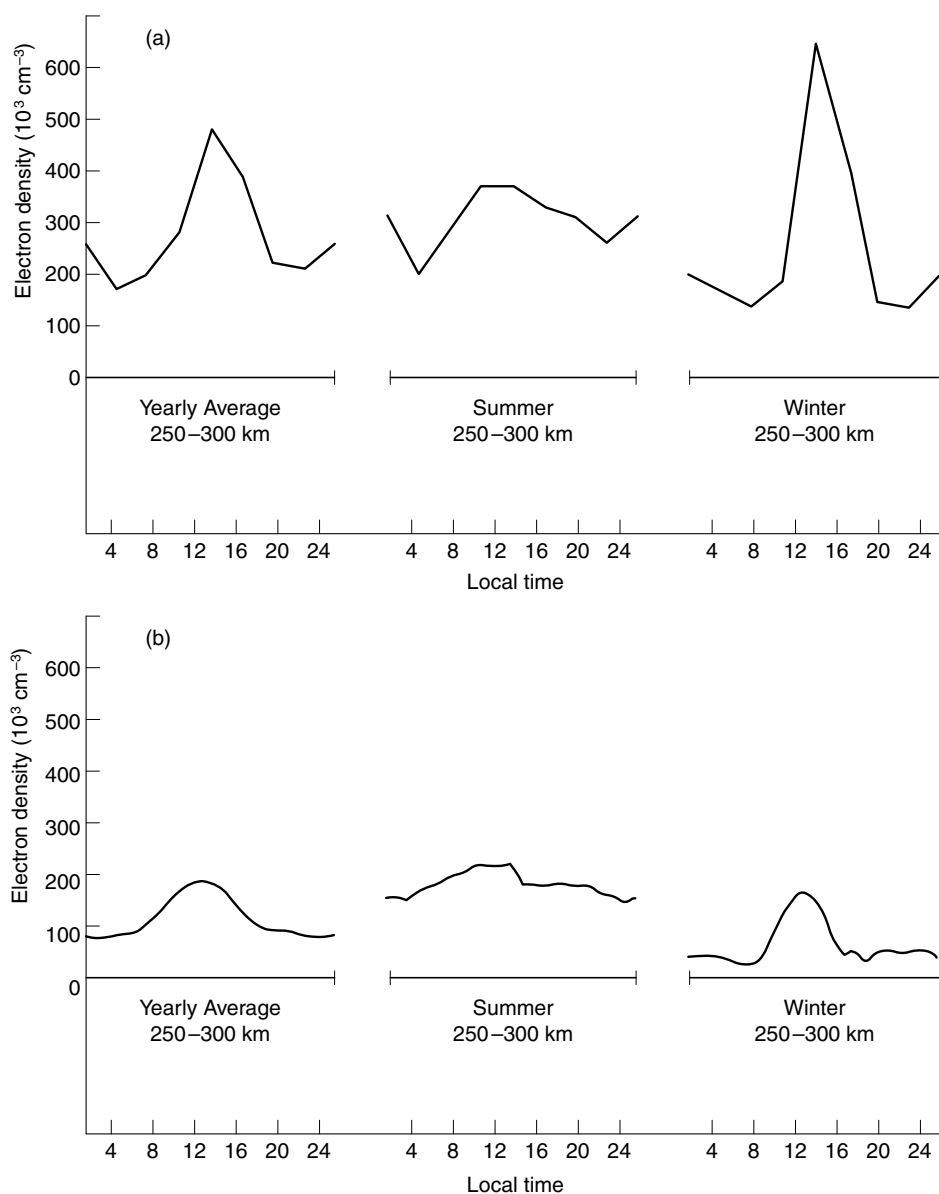 (a)
Electron density (10³ cm⁻³)
600
500
400
300
200
100
0
Yearly Average
250–300 km
Summer
250–300 km
Winter
250–300 km
4 8 12 16 20 24 4 8 12 16 20 24 4 8 12 16 20 24
Local time
(b)
Electron density (10³ cm⁻³)
600
500
400
300
200
100
0
Yearly Average
250–300 km
Summer
250–300 km
Winter
250–300 km
4 8 12 16 20 24 4 8 12 16 20 24 4 8 12 16 20 24
Local time